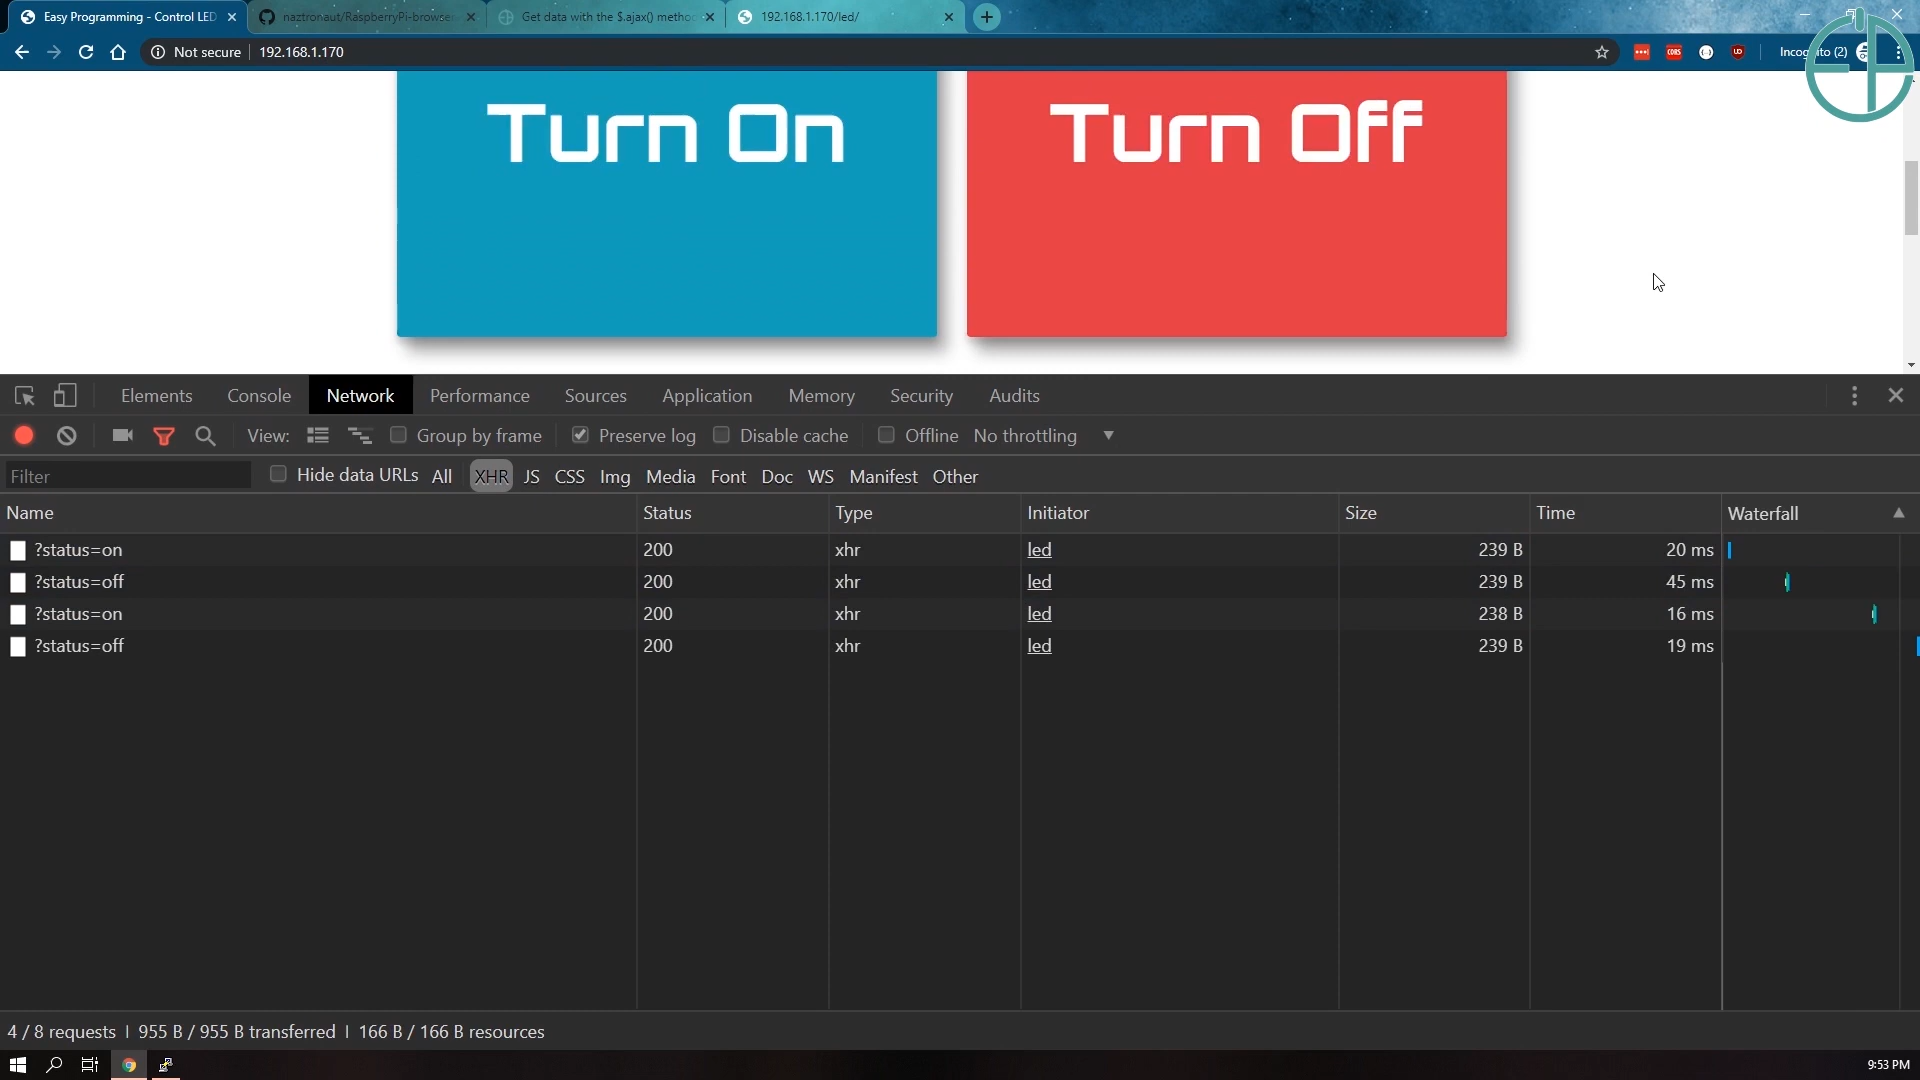 Easy Programming - Control LED
naztronaut/RaspberryPi-browser
Get data with the $.ajax() metho
192.168.1.170/led/
Not secure
192.168.1.170
Incognito (2)
Turn On
Turn Off
Elements
Console
Network
Performance
Sources
Application
Memory
Security
Audits
View:
Group by frame
Preserve log
Disable cache
Offline
No throttling
Filter
Hide data URLs
All
XHR
JS
CSS
Img
Media
Font
Doc
WS
Manifest
Other
Name Status Type Initiator Size Time Waterfall
?status=on 200 xhr led 239 B 20 ms
?status=off 200 xhr led 239 B 45 ms
?status=on 200 xhr led 238 B 16 ms
?status=off 200 xhr led 239 B 19 ms
4 / 8 requests | 955 B / 955 B transferred | 166 B / 166 B resources
9:53 PM